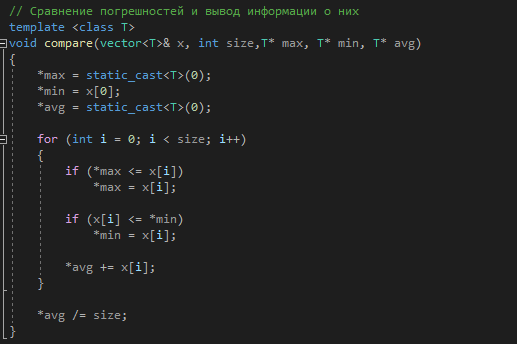 // Сравнение погрешностей и вывод информации о них
template <class T>
void compare(vector<T>& x, int size,T* max, T* min, T* avg)
{
    *max = static_cast<T>(0);
    *min = x[0];
    *avg = static_cast<T>(0);

    for (int i = 0; i < size; i++)
    {
        if (*max <= x[i])
            *max = x[i];

        if (x[i] <= *min)
            *min = x[i];

        *avg += x[i];
    }

    *avg /= size;
}